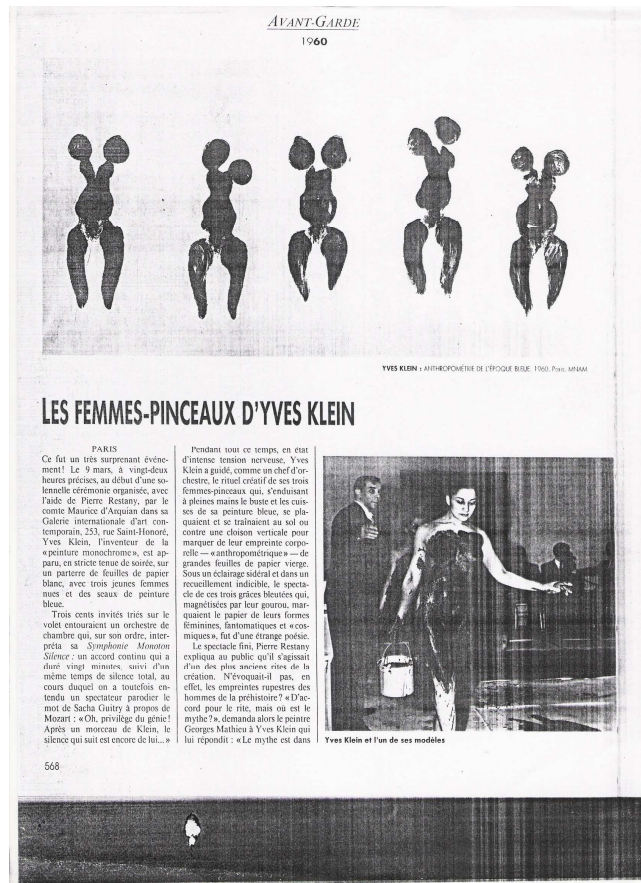 AVANT-GARDE
1960
YVES KLEIN : ANTHROPOMÉTRIE DE L'ÉPOQUE BLEUE, 1960, Paris, MNAM
LES FEMMES-PINCEAUX D'YVES KLEIN
PARIS
Ce fut un très surprenant événe-
ment! Le 9 mars, à vingt-deux
heures précises, au début d'une so-
lennelle cérémonie organisée, avec
l'aide de Pierre Restany, par le
comte Maurice d'Arquian dans sa
Galerie internationale d'art con-
temporain, 253, rue Saint-Honoré,
Yves Klein, l'inventeur de la
« peinture monochrome », est ap-
paru, en stricte tenue de soirée, sur
un parterre de feuilles de papier
blanc, avec trois jeunes femmes
nues et des seaux de peinture
bleue.
Trois cents invités triés sur le
volet entouraient un orchestre de
chambre qui, sur son ordre, inter-
préta sa Symphonie Monoton
Silence : un accord continu qui a
duré vingt minutes, suivi d'un
même temps de silence total, au
cours duquel on a toutefois en-
tendu un spectateur parodier le
mot de Sacha Guitry à propos de
Mozart : « Oh, privilège du génie!
Après un morceau de Klein, le
silence qui suit est encore de lui... »
Pendant tout ce temps, en état
d'intense tension nerveuse, Yves
Klein a guidé, comme un chef d'or-
chestre, le rituel créatif de ses trois
femmes-pinceaux qui, s'enduisant
à pleines mains le buste et les cuis-
ses de sa peinture bleue, se pla-
quaient et se traînaient au sol ou
contre une cloison verticale pour
marquer de leur empreinte corpo-
relle — « anthropométrique » — de
grandes feuilles de papier vierge.
Sous un éclairage sidéral et dans un
recueillement indicible, le specta-
cle de ces trois grâces bleutées qui,
magnétisées par leur gourou, mar-
quaient le papier de leurs formes
féminines, fantomatiques et « cos-
miques », fut d'une étrange poésie.
Le spectacle fini, Pierre Restany
expliqua au public qu'il s'agissait
d'un des plus anciens rites de la
création. N'évoquait-il pas, en
effet, les empreintes rupestres des
hommes de la préhistoire? « D'ac-
cord pour le rite, mais où est le
mythe? », demanda alors le peintre
Georges Mathieu à Yves Klein qui
lui répondit : « Le mythe est dans
Yves Klein et l'un de ses modèles
568